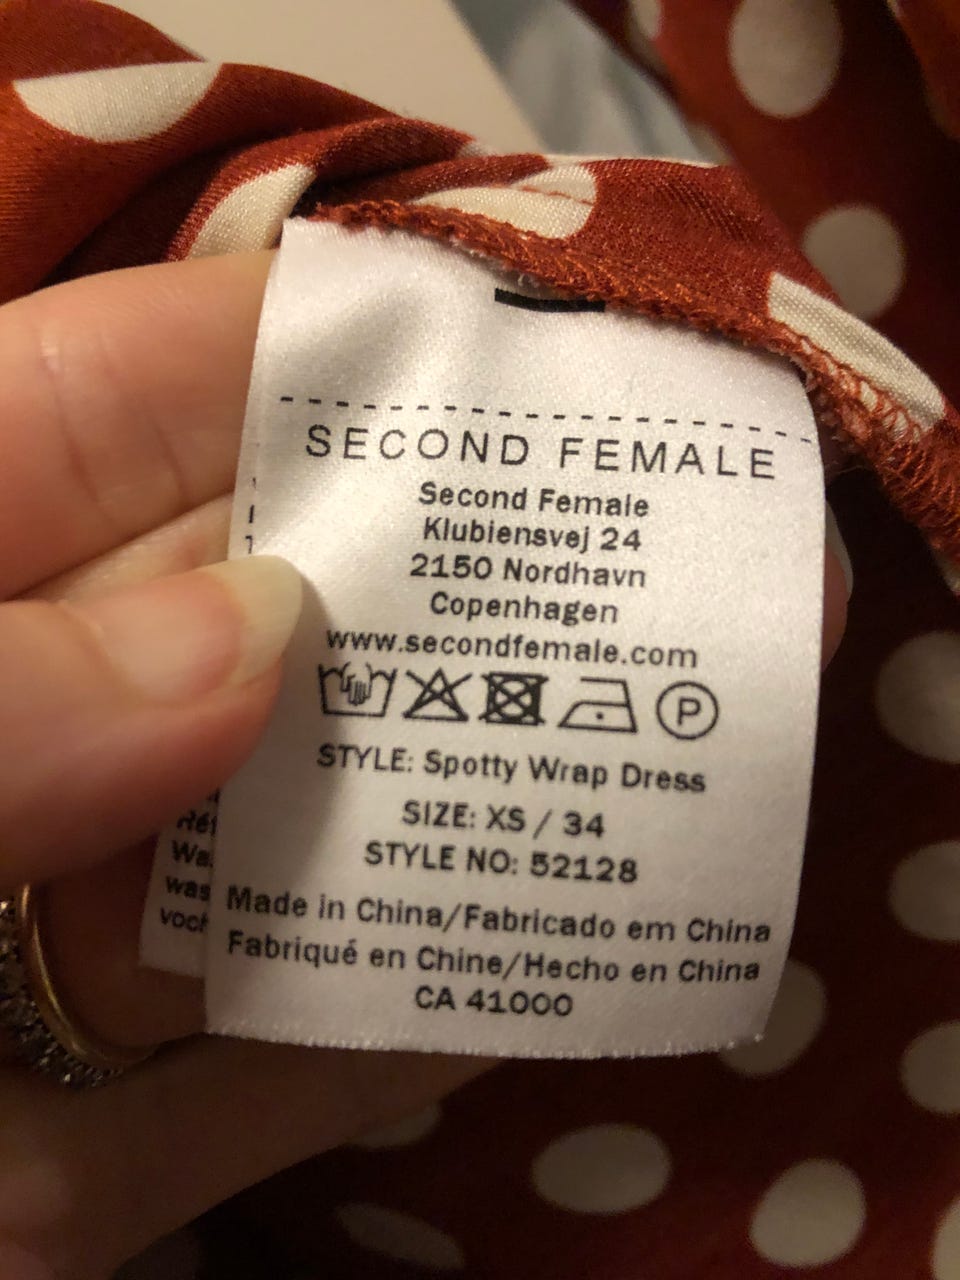 SECOND FEMALE
Second Female
Klubiensvej 24
2150 Nordhavn
Copenhagen
www.secondfemale.com
P
STYLE: Spotty Wrap Dress
SIZE: XS / 34
STYLE NO: 52128
Made in China/Fabricado em China
Fabriqué en Chine/Hecho en China
CA 41000
was